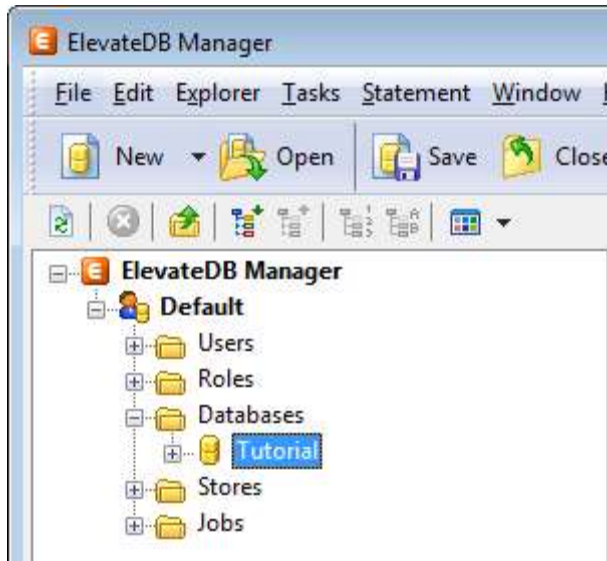 ElevateDB Manager
File Edit Explorer Tasks Statement Window
New Open Save Close
ElevateDB Manager
Default
Users
Roles
Databases
Tutorial
Stores
Jobs